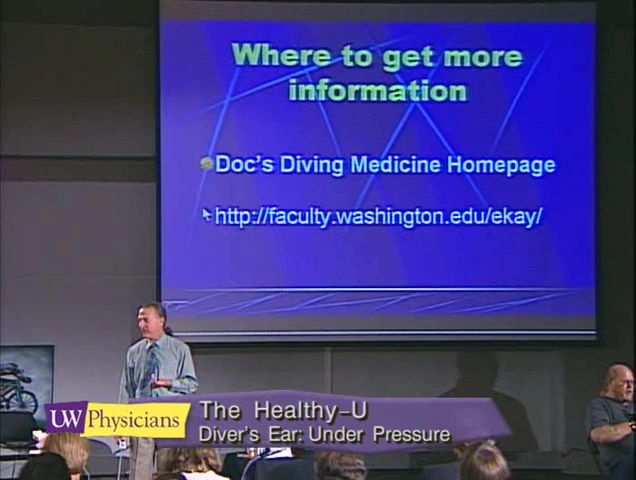 Where to get more
information
Doc's Diving Medicine Homepage
http://faculty.washington.edu/ekay/
UW Physicians
The Healthy-U
Diver's Ear: Under Pressure